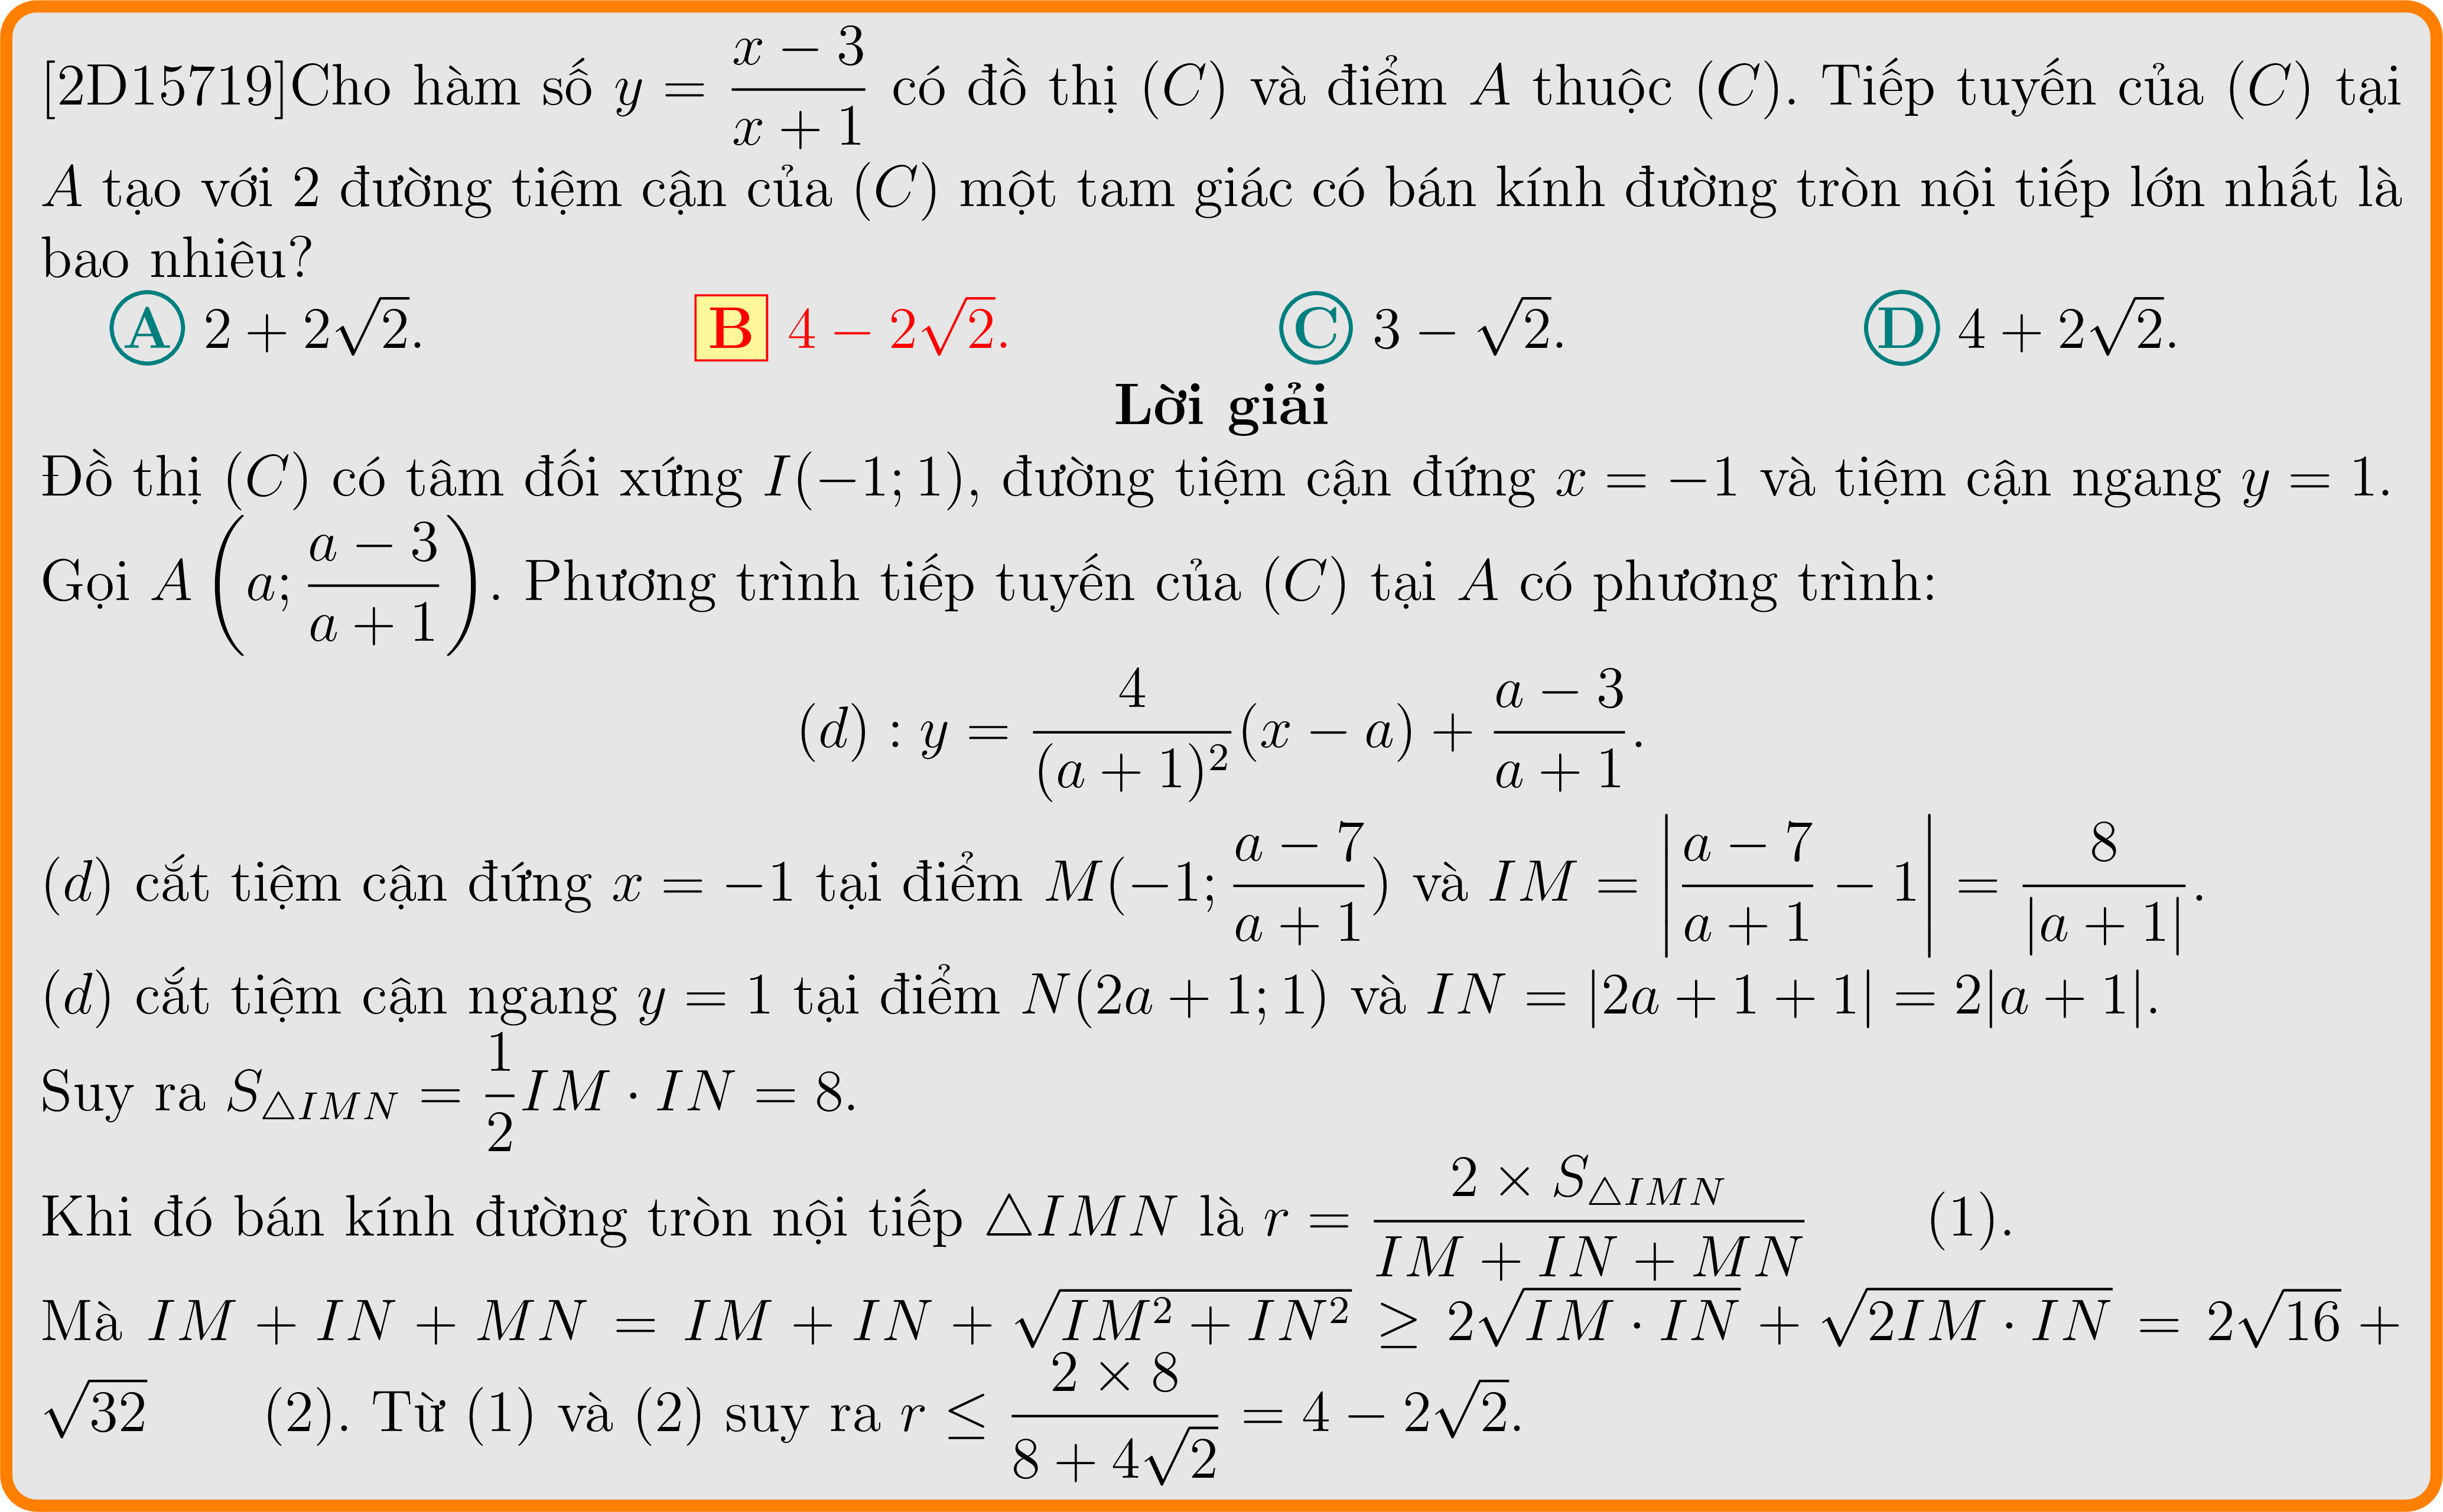 [2D15719]Cho hàm số $y = \dfrac{x-3}{x+1}$ có đồ thị $(C)$ và điểm $A$ thuộc $(C)$. Tiếp tuyến của $(C)$ tại
$A$ tạo với 2 đường tiệm cận của $(C)$ một tam giác có bán kính đường tròn nội tiếp lớn nhất là
bao nhiêu?
A $2 + 2\sqrt{2}$. B $4 - 2\sqrt{2}$. C $3 - \sqrt{2}$. D $4 + 2\sqrt{2}$.
Lời giải
Đồ thị $(C)$ có tâm đối xứng $I(-1; 1)$, đường tiệm cận đứng $x = -1$ và tiệm cận ngang $y = 1$.
Gọi $A\left(a; \dfrac{a-3}{a+1}\right)$. Phương trình tiếp tuyến của $(C)$ tại $A$ có phương trình:
$(d) : y = \dfrac{4}{(a+1)^2}(x - a) + \dfrac{a-3}{a+1}.$
$(d)$ cắt tiệm cận đứng $x = -1$ tại điểm $M(-1; \dfrac{a-7}{a+1})$ và $IM = \left|\dfrac{a-7}{a+1} - 1\right| = \dfrac{8}{|a+1|}$.
$(d)$ cắt tiệm cận ngang $y = 1$ tại điểm $N(2a + 1; 1)$ và $IN = |2a + 1 + 1| = 2|a + 1|$.
Suy ra $S_{\triangle IMN} = \dfrac{1}{2} IM \cdot IN = 8$.
Khi đó bán kính đường tròn nội tiếp $\triangle IMN$ là $r = \dfrac{2 \times S_{\triangle IMN}}{IM + IN + MN}$ (1).
Mà $IM + IN + MN = IM + IN + \sqrt{IM^2 + IN^2} \geq 2\sqrt{IM \cdot IN} + \sqrt{2IM \cdot IN} = 2\sqrt{16} +$
$\sqrt{32}$ (2). Từ (1) và (2) suy ra $r \leq \dfrac{2 \times 8}{8 + 4\sqrt{2}} = 4 - 2\sqrt{2}$.